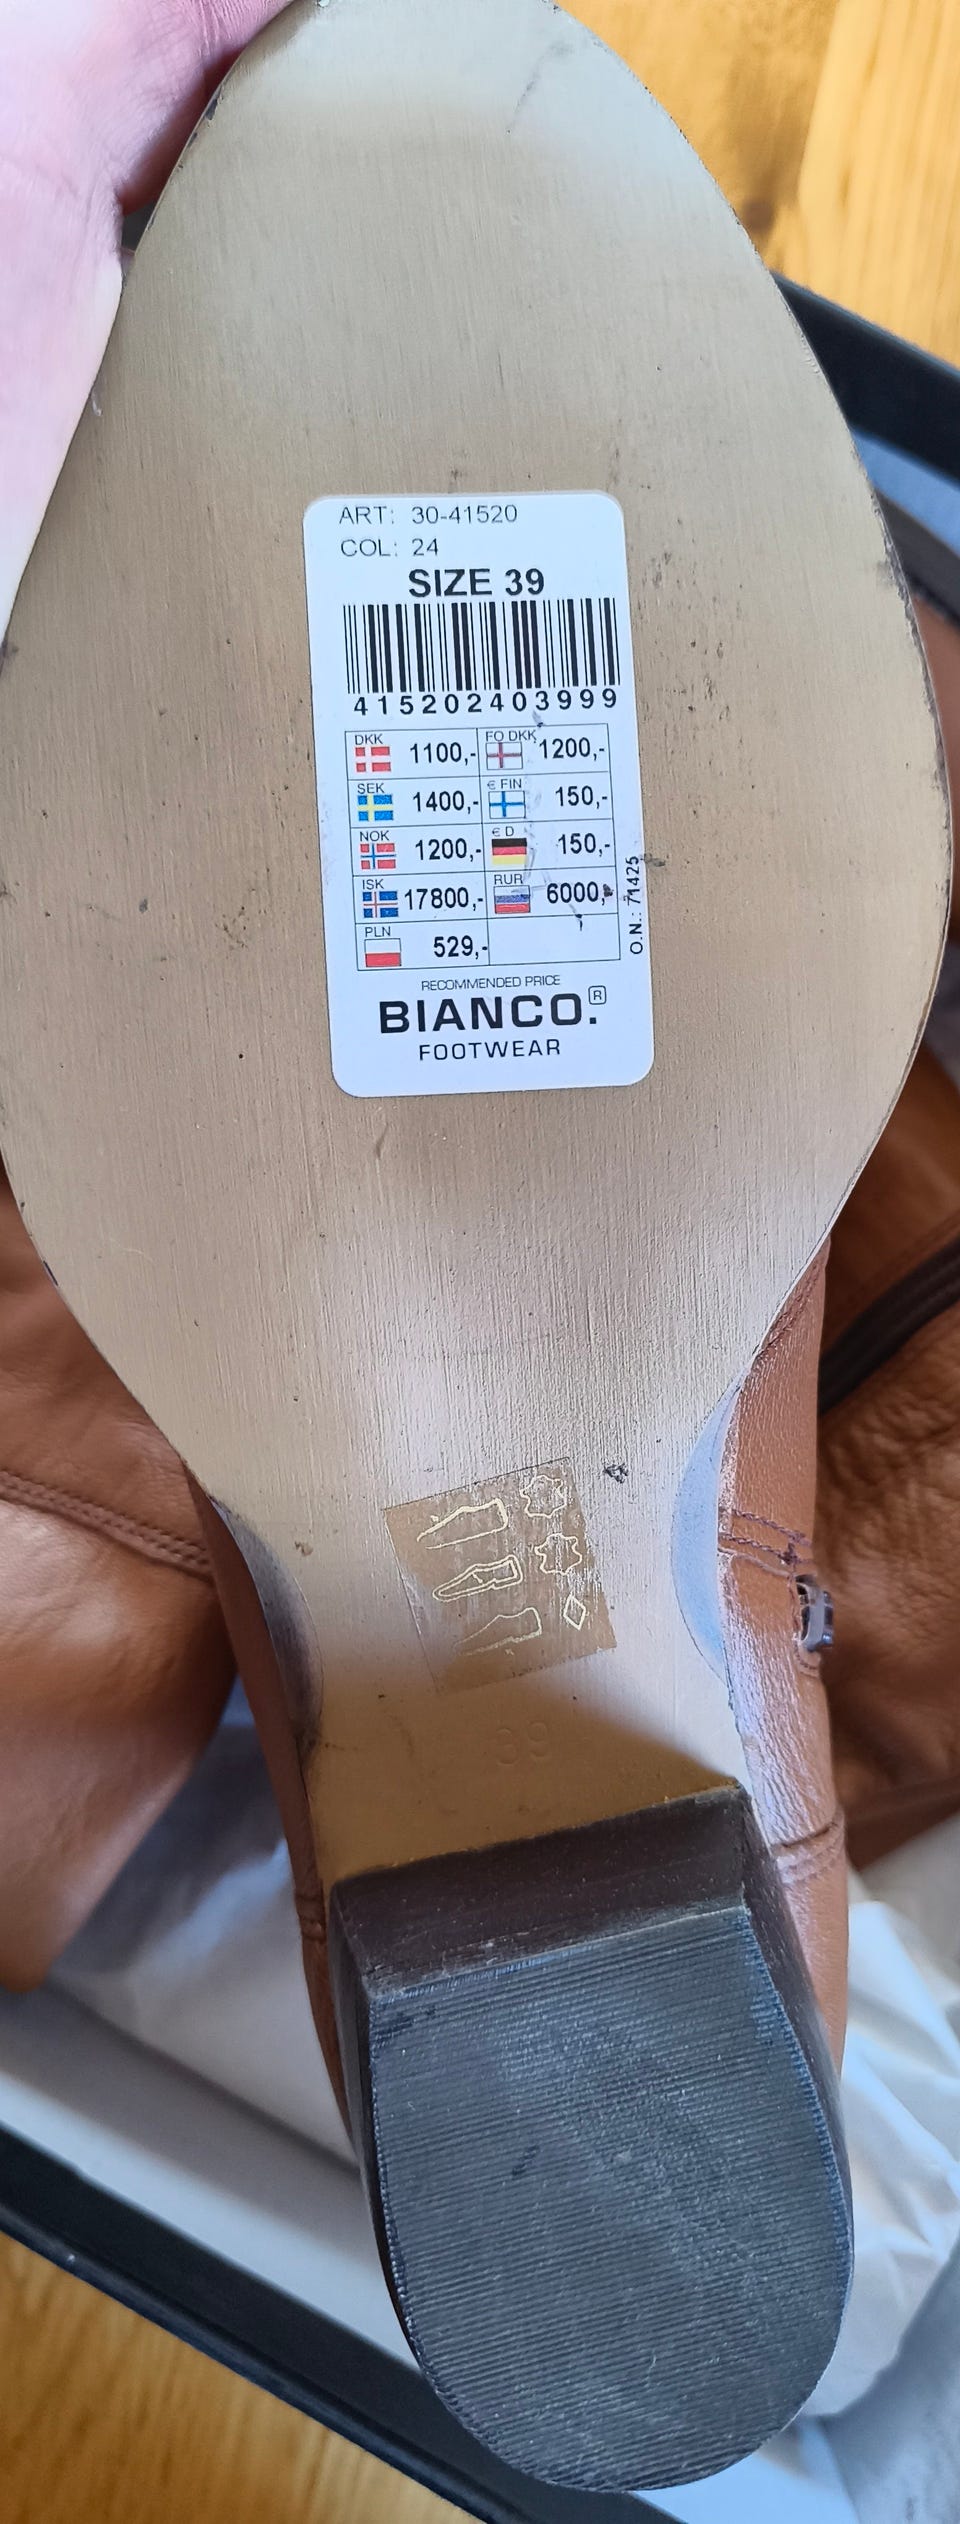 ART: 30-41520
COL: 24
SIZE 39
415202403999
DKK 1100,- FO DKK 1200,-
SEK 1400,- € FIN 150,-
NOK 1200,- € D 150,-
ISK 17800,- RUR 6000,-
PLN 529,-
O.N.: 71425
RECOMMENDED PRICE
BIANCO.®
FOOTWEAR
39